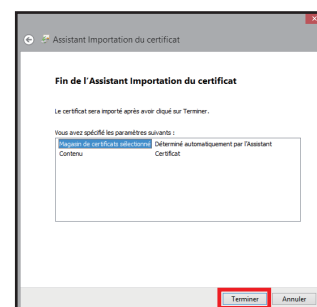 Assistant Importation du certificat
Fin de l'Assistant Importation du certificat
Le certificat sera importé après avoir cliqué sur Terminer.
Vous avez spécifié les paramètres suivants :
Magasin de certificats sélectionné Déterminé automatiquement par l'Assistant
Contenu Certificat
Terminer Annuler